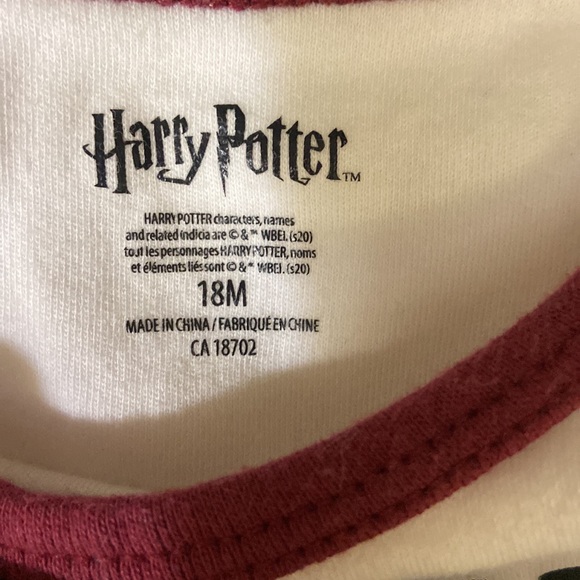 Harry Potter™
HARRY POTTER characters, names
and related indicia are © & ™ WBEI. (s20)
tout les personnages HARRY POTTER, noms
et éléments liés sont © & ™ WBEI. (s20)
18M
MADE IN CHINA / FABRIQUÉ EN CHINE
CA 18702